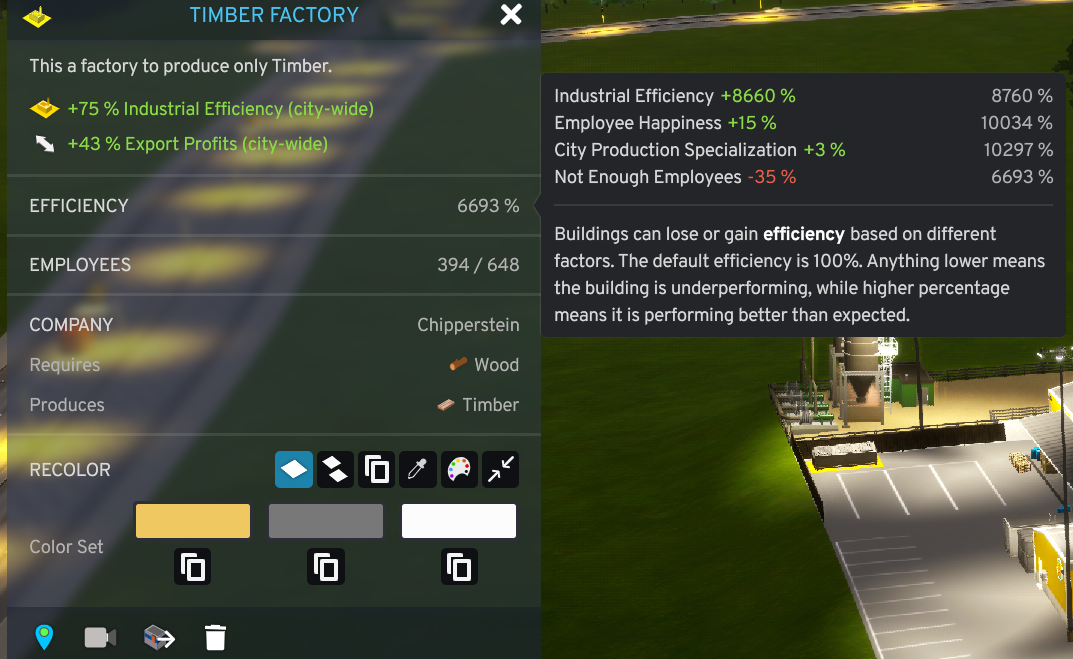 TIMBER FACTORY
This a factory to produce only Timber.
+75 % Industrial Efficiency (city-wide)
+43 % Export Profits (city-wide)
EFFICIENCY 6693 %
EMPLOYEES 394 / 648
COMPANY Chipperstein
Requires Wood
Produces Timber
RECOLOR
Color Set
Industrial Efficiency +8660 % 8760 %
Employee Happiness +15 % 10034 %
City Production Specialization +3 % 10297 %
Not Enough Employees -35 % 6693 %
Buildings can lose or gain efficiency based on different
factors. The default efficiency is 100%. Anything lower means
the building is underperforming, while higher percentage
means it is performing better than expected.